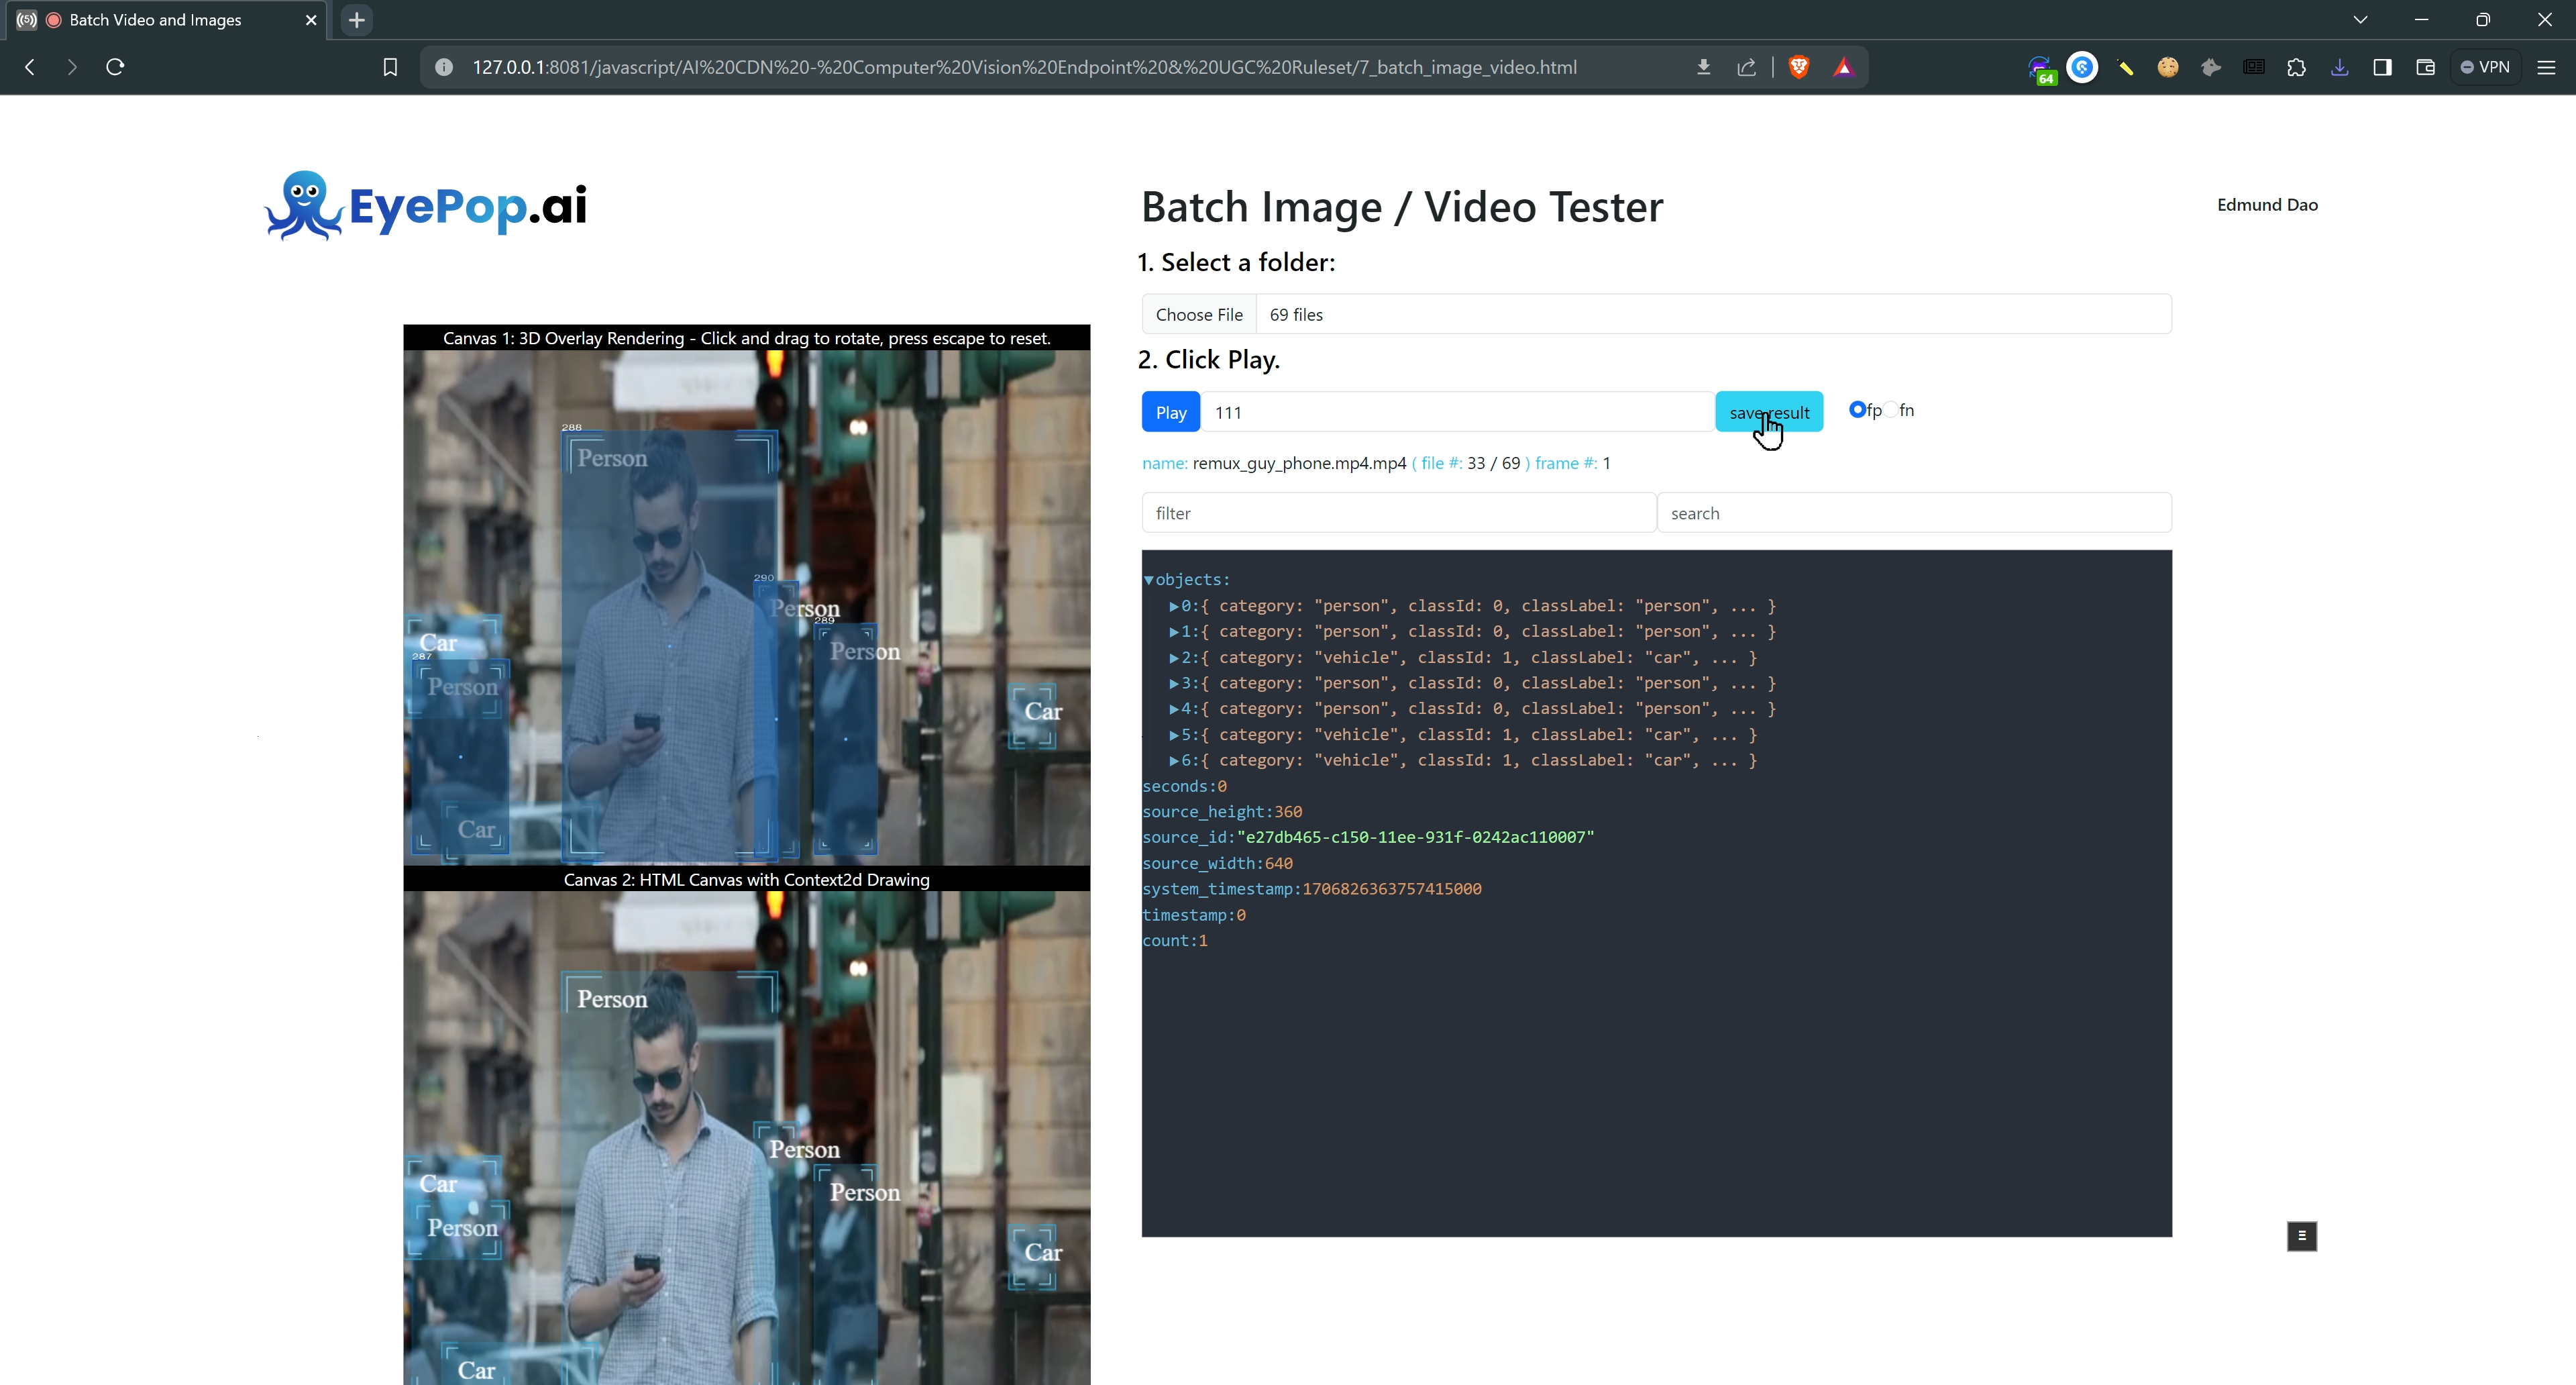 Batch Video and Images
127.0.0.1:8081/javascript/AI%20CDN%20-%20Computer%20Vision%20Endpoint%20&%20UGC%20Ruleset/7_batch_image_video.html
64
VPN
EyePop.ai
Batch Image / Video Tester
Edmund Dao
1. Select a folder:
Choose File 69 files
2. Click Play.
Play 111 save result fp fn
name: remux_guy_phone.mp4.mp4 ( file #: 33 / 69 ) frame #: 1
filter search
Canvas 1: 3D Overlay Rendering - Click and drag to rotate, press escape to reset.
288
Person
290
Person
289
Person
Car
287
Person
Car
Car
Canvas 2: HTML Canvas with Context2d Drawing
Person
Person
Person
Car
Person
Car
Car
▼objects:
▶0:{ category: "person", classId: 0, classLabel: "person", ... }
▶1:{ category: "person", classId: 0, classLabel: "person", ... }
▶2:{ category: "vehicle", classId: 1, classLabel: "car", ... }
▶3:{ category: "person", classId: 0, classLabel: "person", ... }
▶4:{ category: "person", classId: 0, classLabel: "person", ... }
▶5:{ category: "vehicle", classId: 1, classLabel: "car", ... }
▶6:{ category: "vehicle", classId: 1, classLabel: "car", ... }
seconds:0
source_height:360
source_id:"e27db465-c150-11ee-931f-0242ac110007"
source_width:640
system_timestamp:1706826363757415000
timestamp:0
count:1